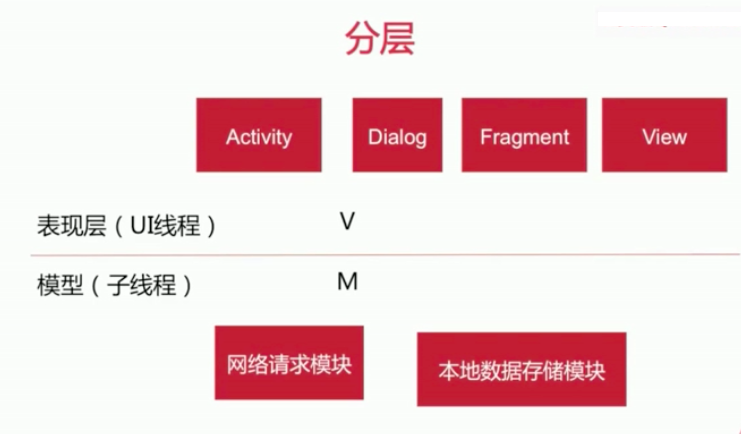 分层
Activity Dialog Fragment View
表现层（UI线程） V
模型（子线程） M
网络请求模块 本地数据存储模块